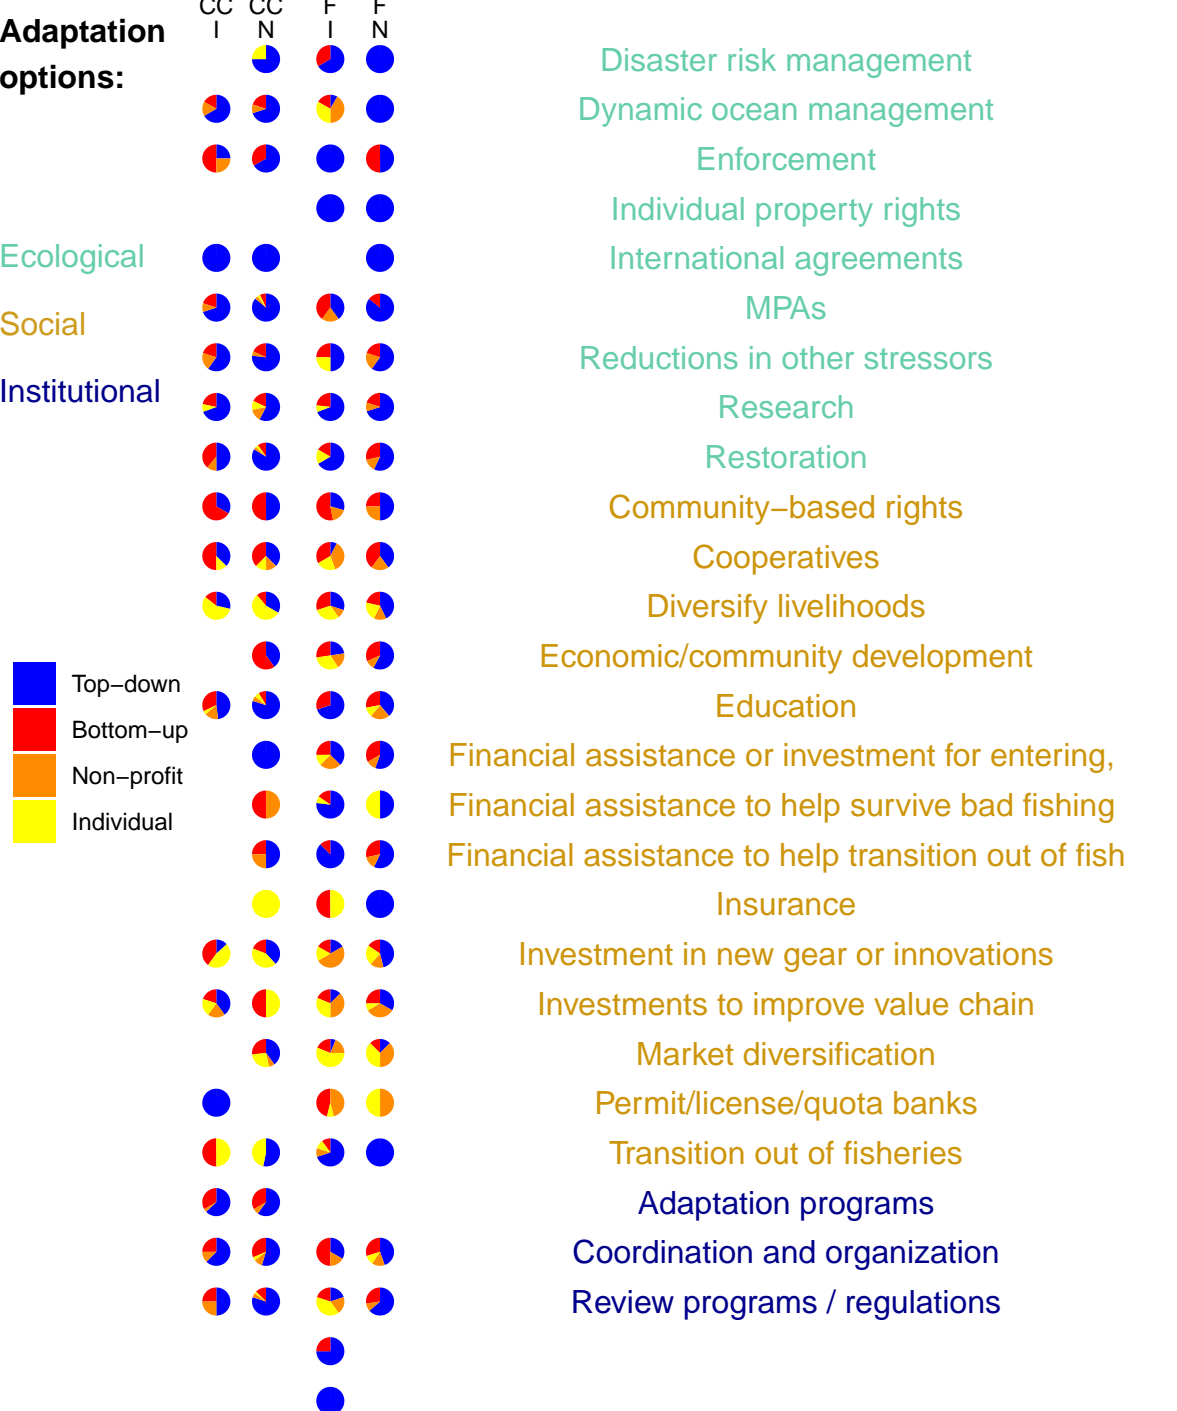 CC CC F F
I N I N
Adaptation
options:
Disaster risk management
Dynamic ocean management
Enforcement
Individual property rights
Ecological
International agreements
MPAs
Social
Reductions in other stressors
Institutional
Research
Restoration
Community−based rights
Cooperatives
Diversify livelihoods
Economic/community development
Top−down
Education
Bottom−up
Financial assistance or investment for entering,
Non−profit
Financial assistance to help survive bad fishing
Individual
Financial assistance to help transition out of fish
Insurance
Investment in new gear or innovations
Investments to improve value chain
Market diversification
Permit/license/quota banks
Transition out of fisheries
Adaptation programs
Coordination and organization
Review programs / regulations